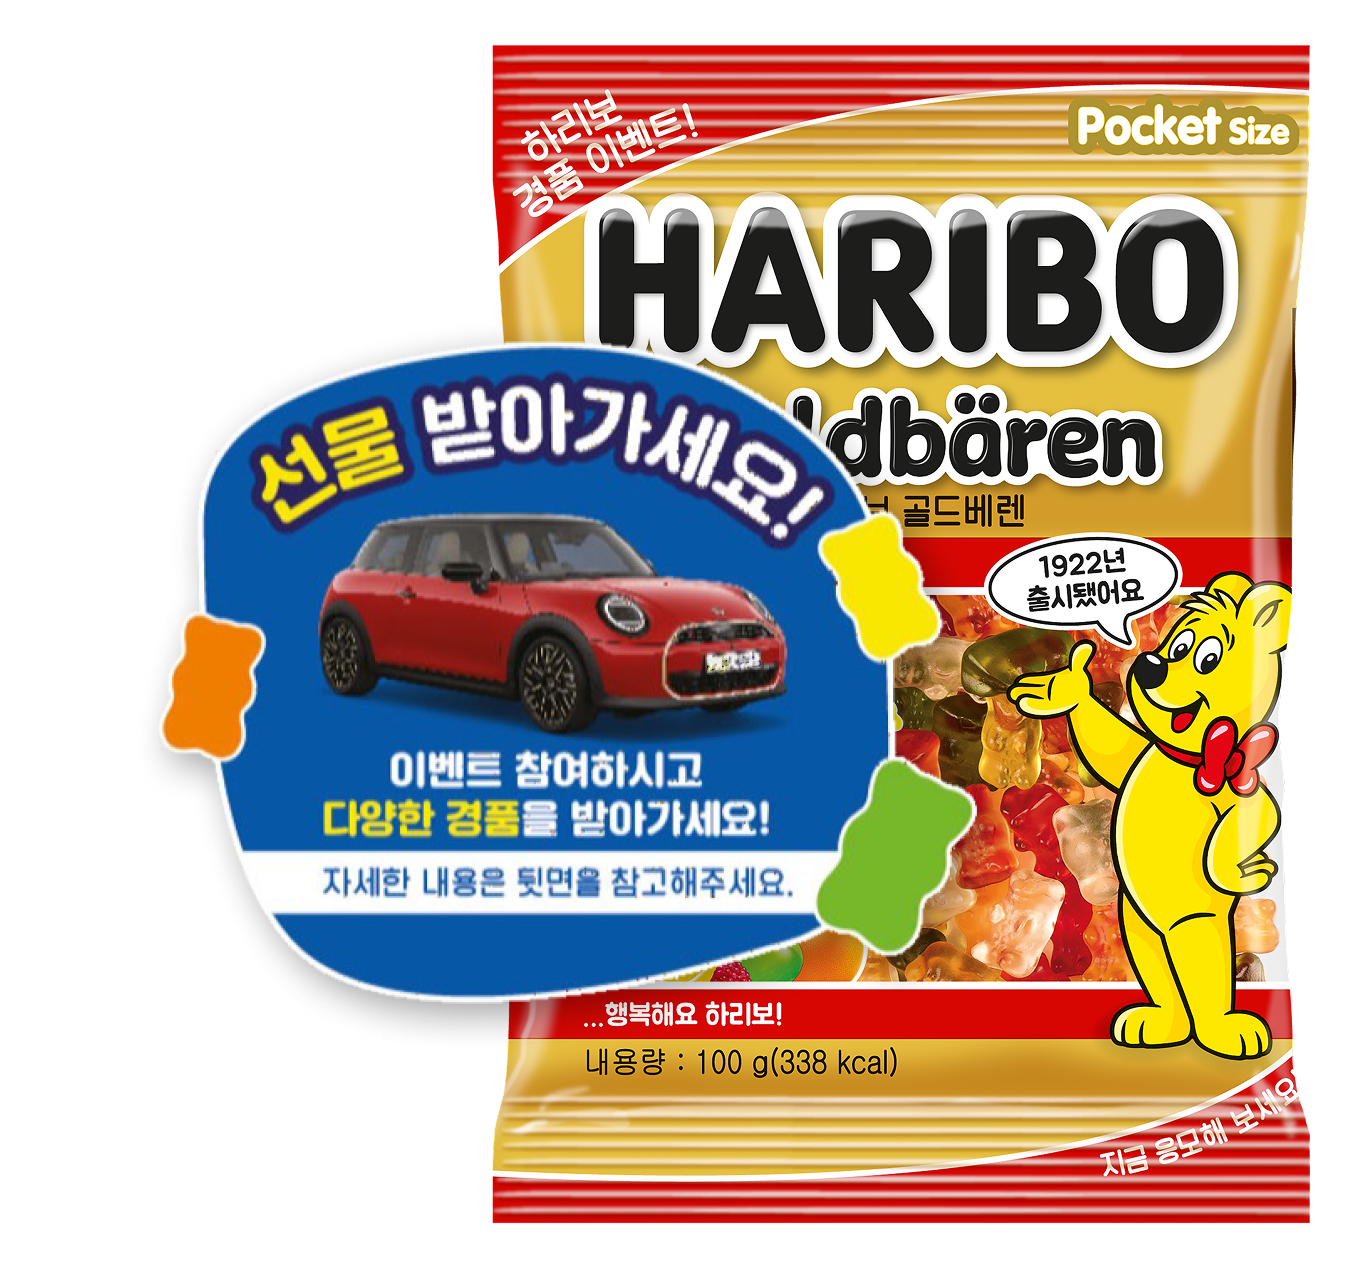 하리보
경품 이벤트!
Pocket Size
HARIBO
ldbären
골드베렌
선물 받아가세요!
1922년
출시됐어요
이벤트 참여하시고
다양한 경품을 받아가세요!
자세한 내용은 뒷면을 참고해주세요.
...행복해요 하리보!
내용량 : 100 g(338 kcal)
지금 응모해 보세요